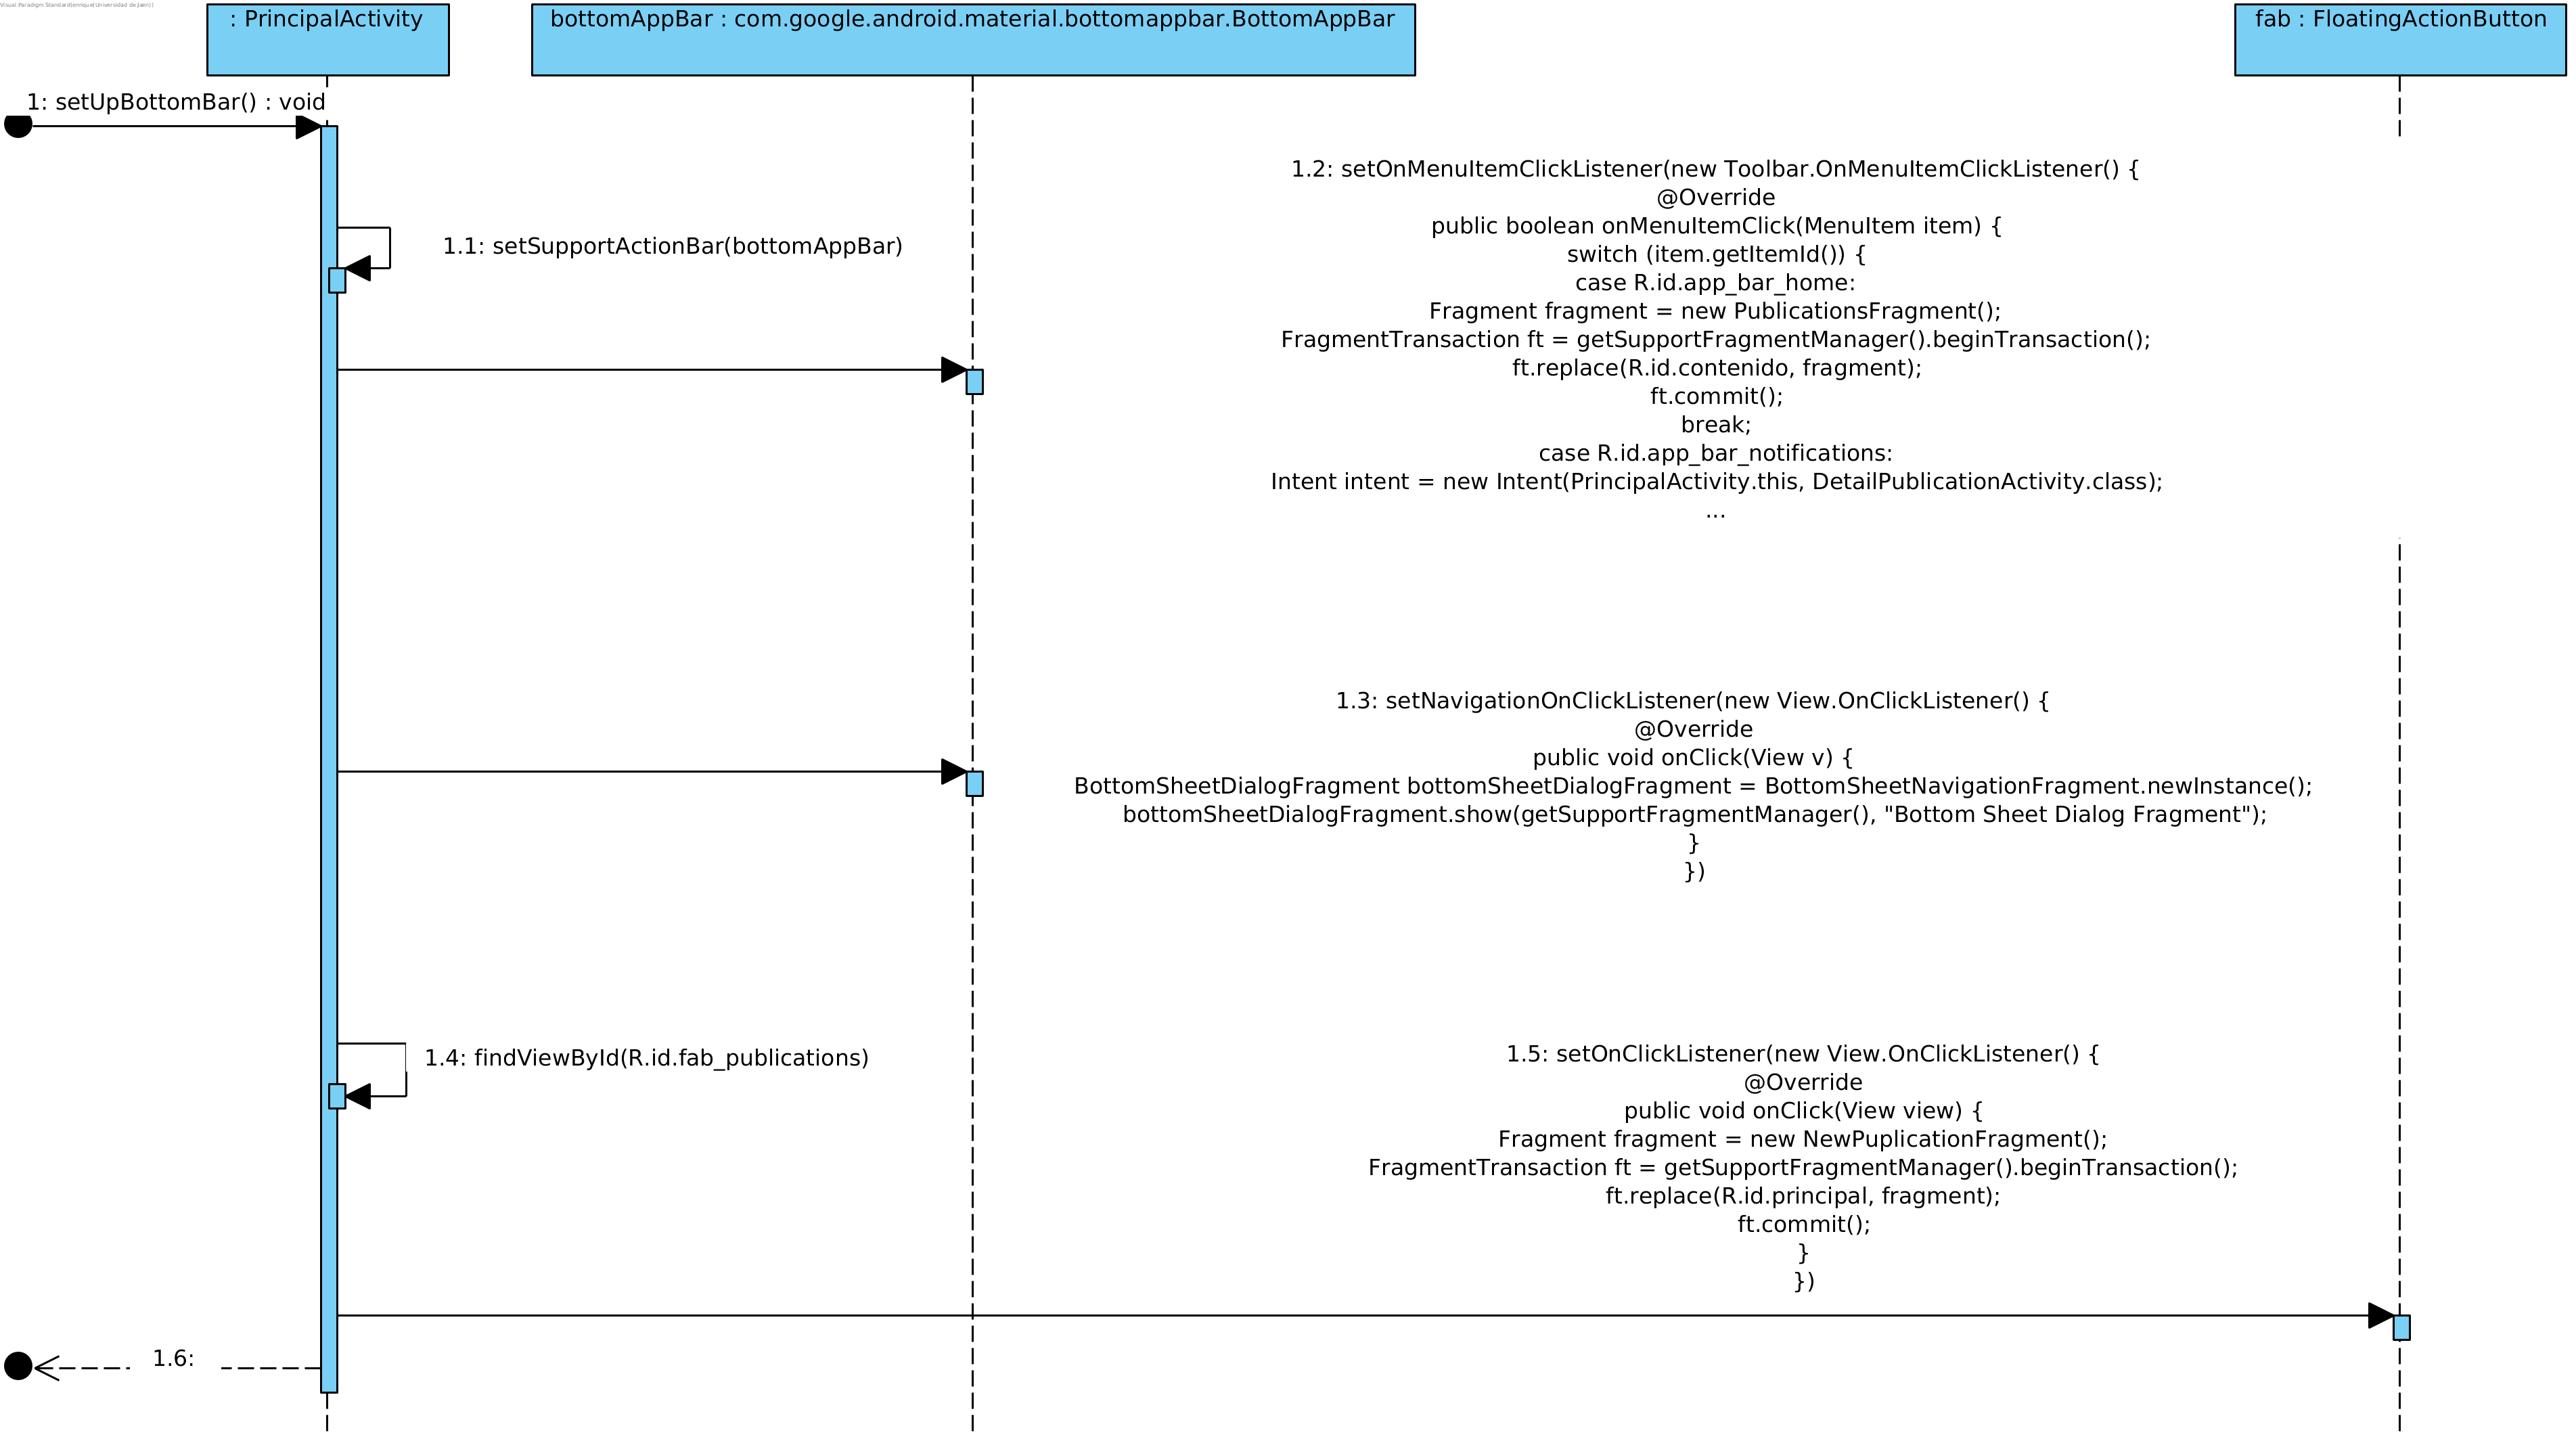 Visual Paradigm Standard(enrique(Universidad de Jaen))
: PrincipalActivity
bottomAppBar : com.google.android.material.bottomappbar.BottomAppBar
fab : FloatingActionButton
1: setUpBottomBar() : void
1.1: setSupportActionBar(bottomAppBar)
1.2: setOnMenuItemClickListener(new Toolbar.OnMenuItemClickListener() {
@Override
public boolean onMenuItemClick(MenuItem item) {
switch (item.getItemId()) {
case R.id.app_bar_home:
Fragment fragment = new PublicationsFragment();
FragmentTransaction ft = getSupportFragmentManager().beginTransaction();
ft.replace(R.id.contenido, fragment);
ft.commit();
break;
case R.id.app_bar_notifications:
Intent intent = new Intent(PrincipalActivity.this, DetailPublicationActivity.class);
...
1.3: setNavigationOnClickListener(new View.OnClickListener() {
@Override
public void onClick(View v) {
BottomSheetDialogFragment bottomSheetDialogFragment = BottomSheetNavigationFragment.newInstance();
bottomSheetDialogFragment.show(getSupportFragmentManager(), "Bottom Sheet Dialog Fragment");
}
})
1.4: findViewById(R.id.fab_publications)
1.5: setOnClickListener(new View.OnClickListener() {
@Override
public void onClick(View view) {
Fragment fragment = new NewPuplicationFragment();
FragmentTransaction ft = getSupportFragmentManager().beginTransaction();
ft.replace(R.id.principal, fragment);
ft.commit();
}
})
1.6: